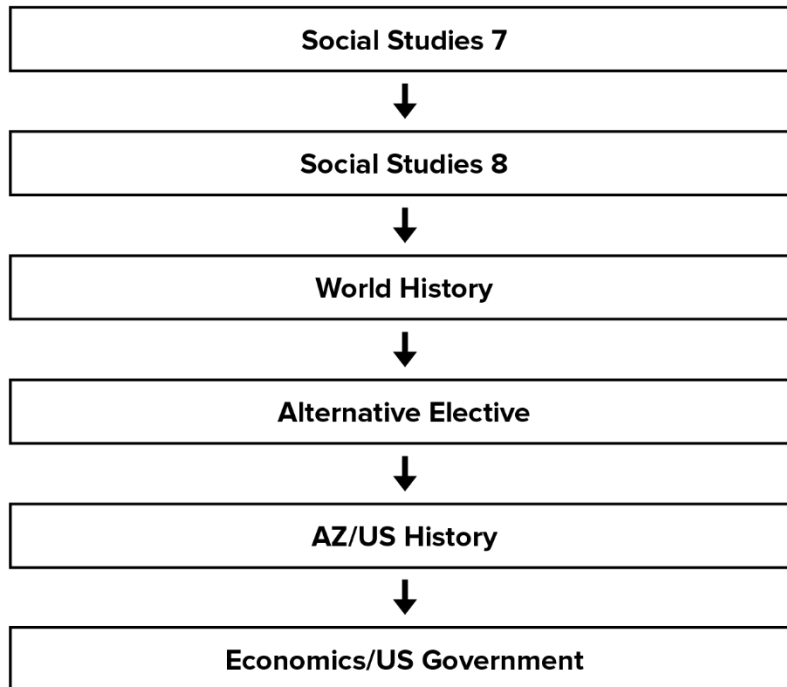 Social Studies 7
Social Studies 8
World History
Alternative Elective
AZ/US History
Economics/US Government